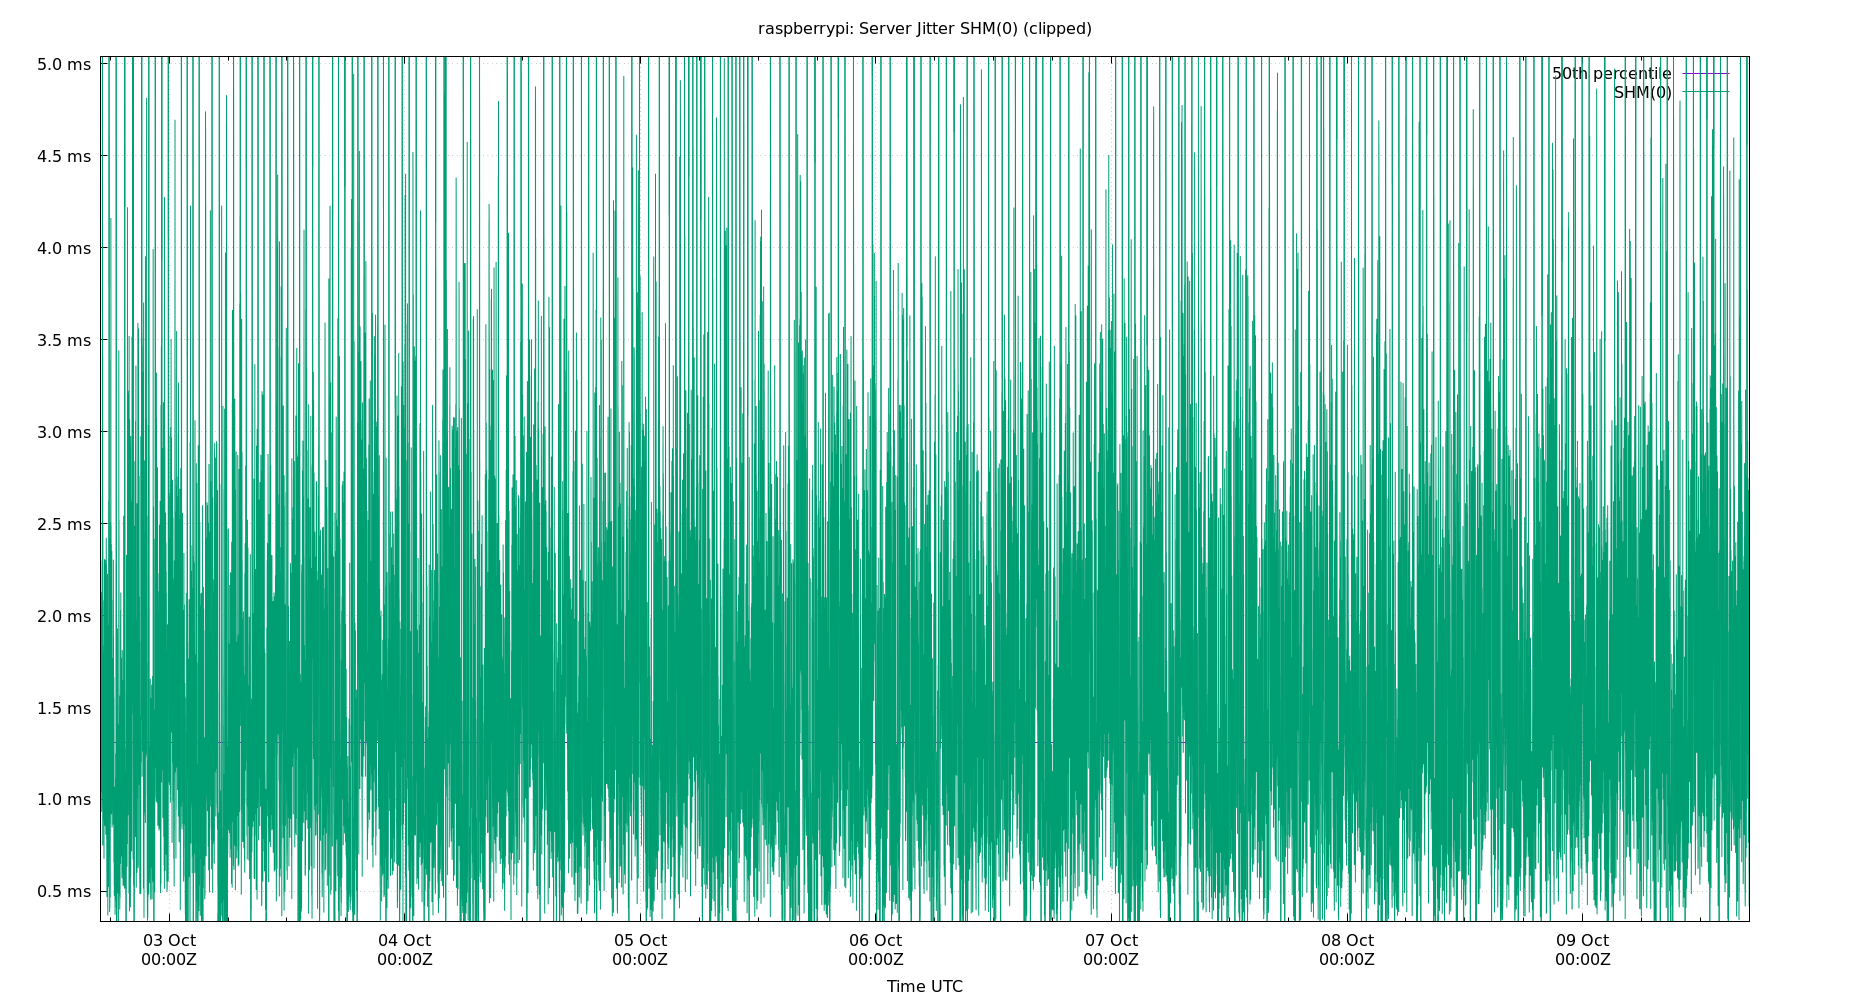 raspberrypi: Server Jitter SHM(0) (clipped)
5.0 ms
50th percentile
SHM(0)
4.5 ms
4.0 ms
3.5 ms
3.0 ms
2.5 ms
2.0 ms
1.5 ms
1.0 ms
0.5 ms
03 Oct 04 Oct 05 Oct 06 Oct 07 Oct 08 Oct 09 Oct
00:00Z 00:00Z 00:00Z 00:00Z 00:00Z 00:00Z 00:00Z
Time UTC